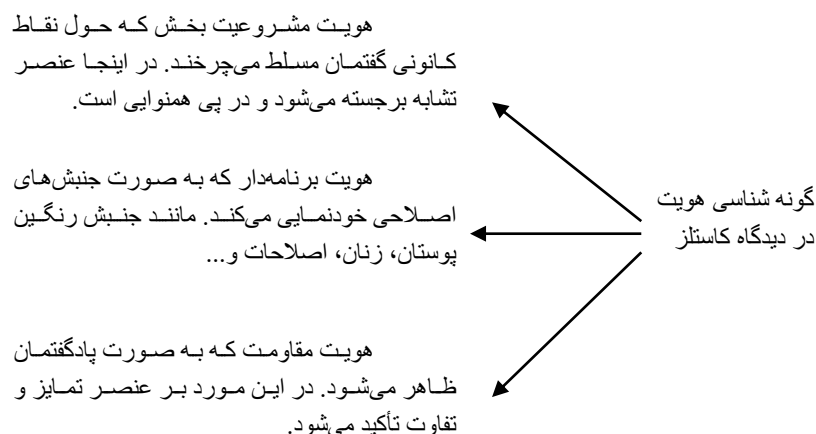 گونه شناسی هویت
در دیدگاه کاستلز
هویت مشروعیت بخش که حول نقاط
کانونی گفتمان مسلط می‌چرخند. در اینجا عنصر
تشابه برجسته می‌شود و در پی همنوایی است.
هویت برنامه‌دار که به صورت جنبش‌های
اصلاحی خودنمایی می‌کند. مانند جنبش رنگین
پوستان، زنان، اصلاحات و...
هویت مقاومت که به صورت پادگفتمان
ظاهر می‌شود. در این مورد بر عنصر تمایز و
تفاوت تأکید می‌شود.